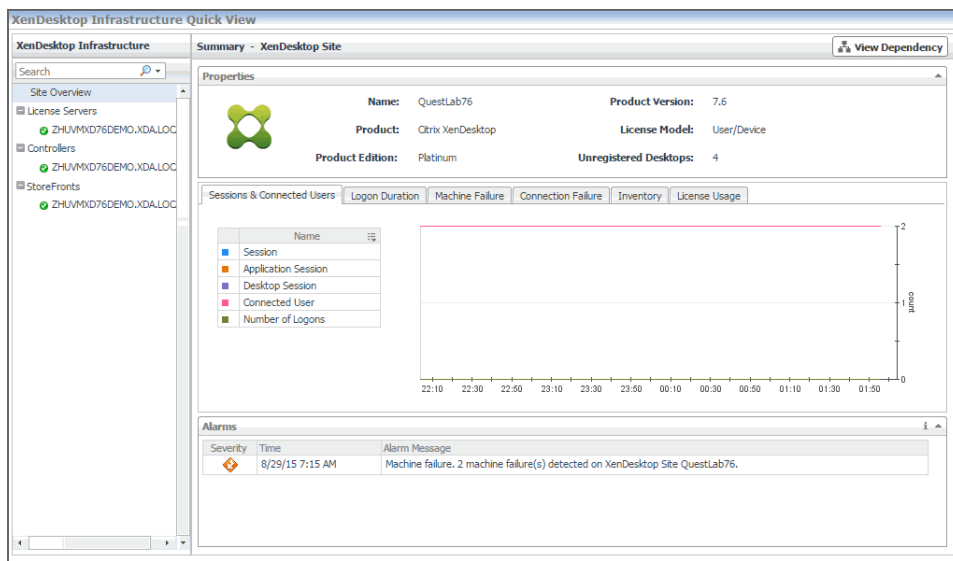 XenDesktop Infrastructure Quick View
XenDesktop Infrastructure
Search
Site Overview
License Servers
ZHUVMXD76DEMO.XDA.LOC
Controllers
ZHUVMXD76DEMO.XDA.LOC
StoreFronts
ZHUVMXD76DEMO.XDA.LOC
Summary - XenDesktop Site
View Dependency
Properties
Name: QuestLab76 Product Version: 7.6
Product: Citrix XenDesktop License Model: User/Device
Product Edition: Platinum Unregistered Desktops: 4
Sessions & Connected Users Logon Duration Machine Failure Connection Failure Inventory License Usage
Name
Session
Application Session
Desktop Session
Connected User
Number of Logons
2
1
0
count
22:10 22:30 22:50 23:10 23:30 23:50 00:10 00:30 00:50 01:10 01:30 01:50
Alarms
Severity Time Alarm Message
8/29/15 7:15 AM Machine failure. 2 machine failure(s) detected on XenDesktop Site QuestLab76.